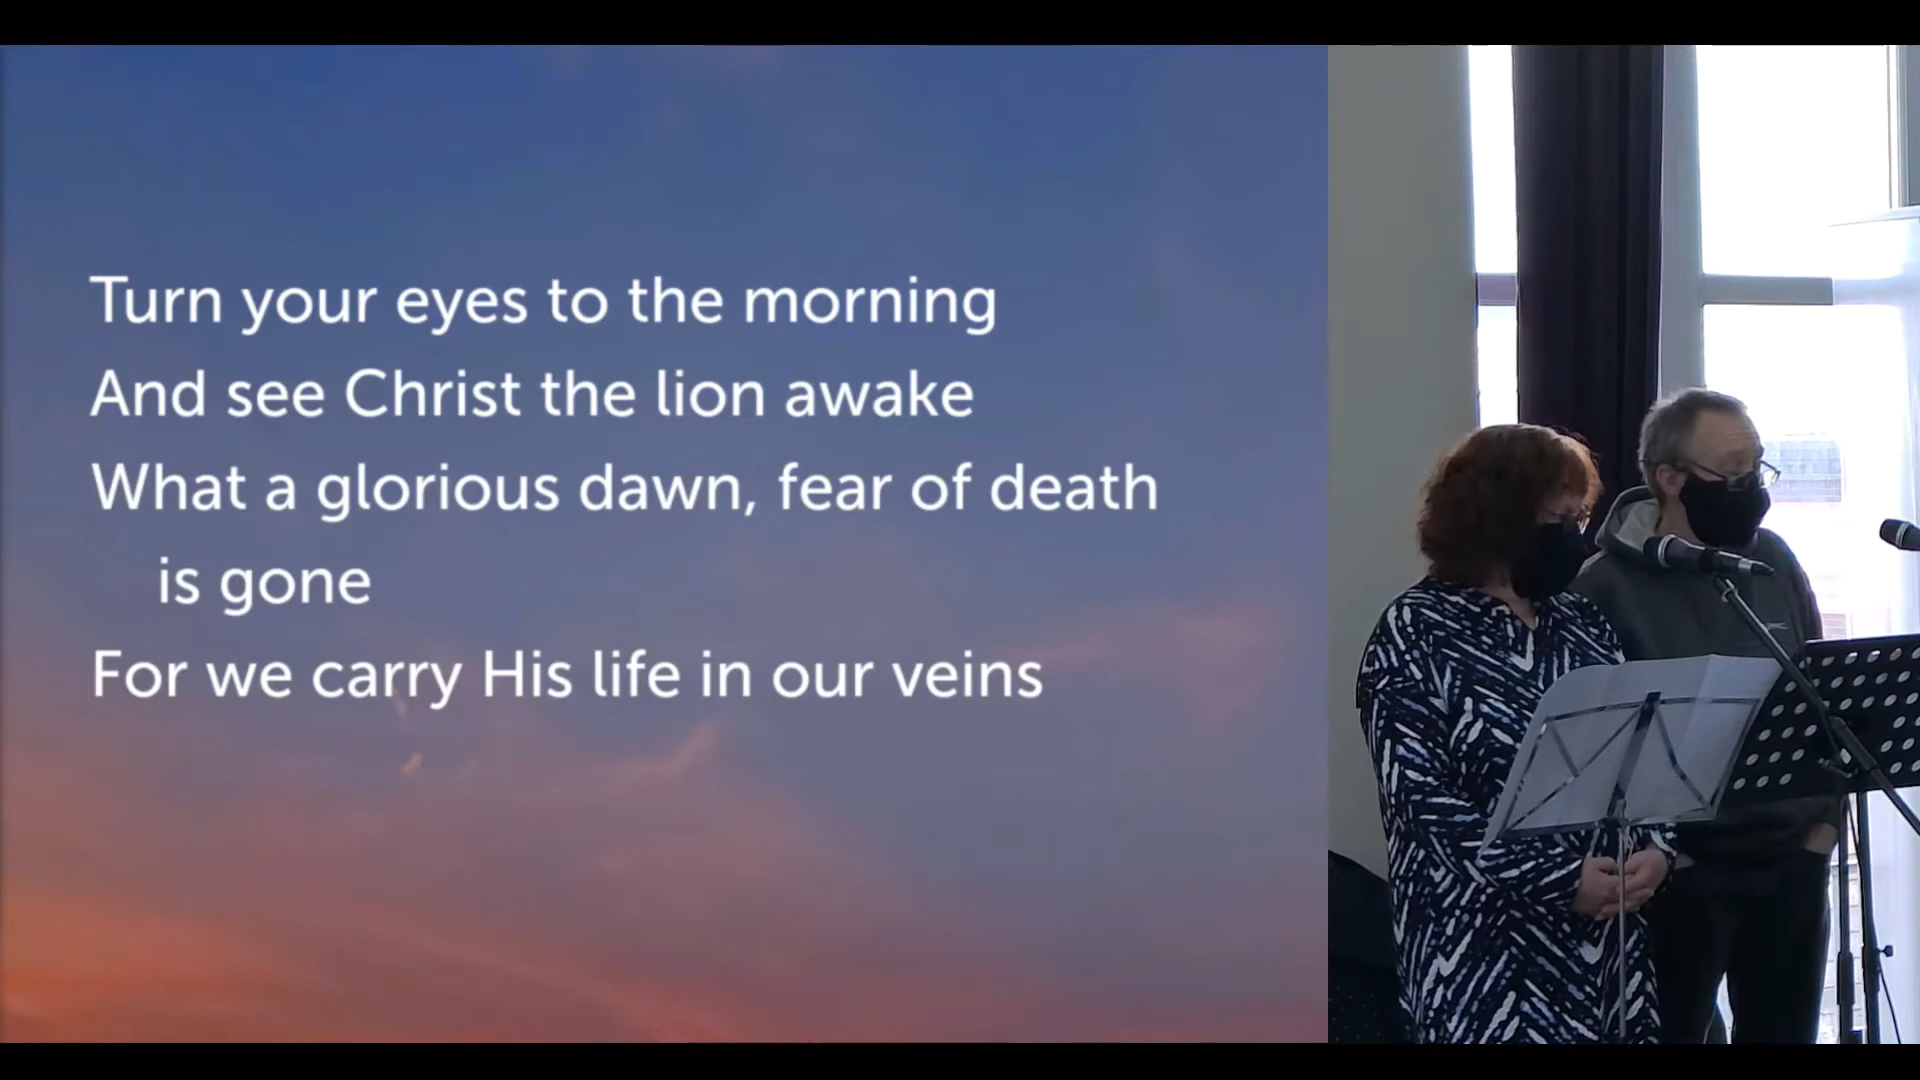 Turn your eyes to the morning
And see Christ the lion awake
What a glorious dawn, fear of death
is gone
For we carry His life in our veins